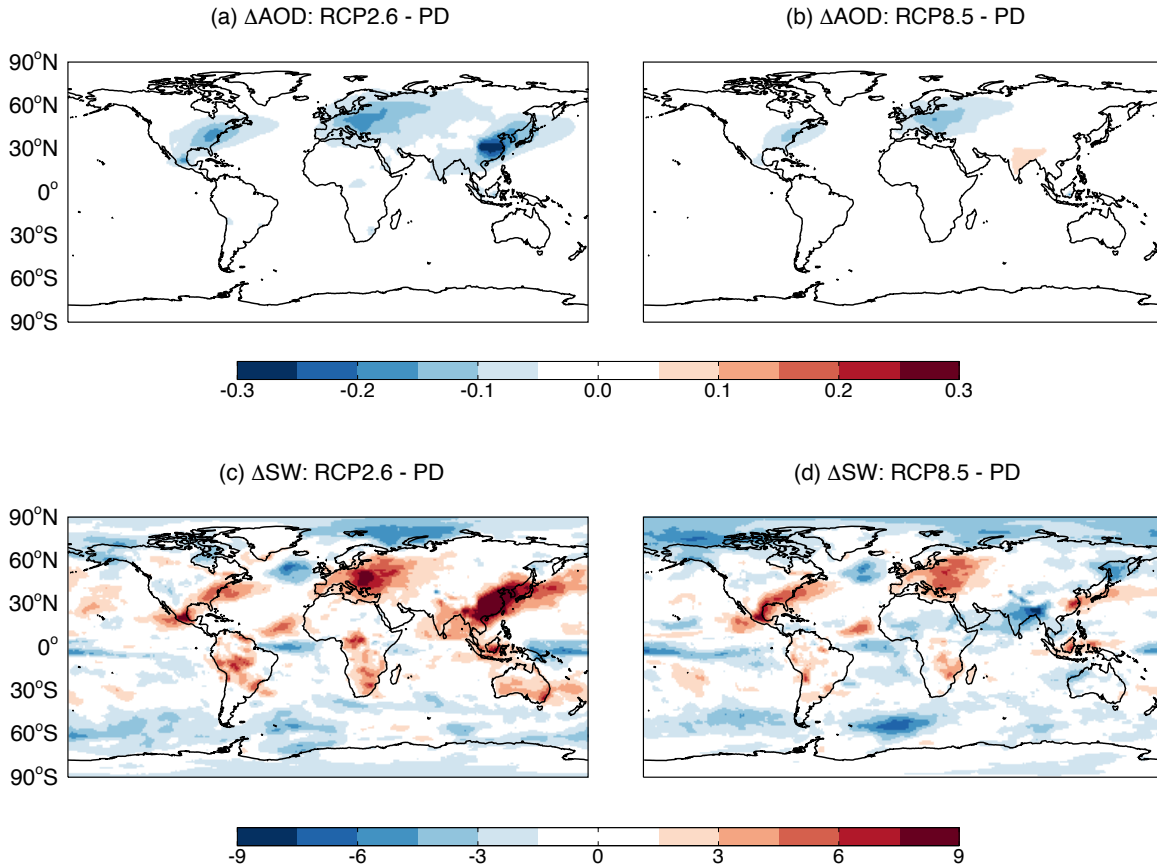 (a) ΔAOD: RCP2.6 - PD
(b) ΔAOD: RCP8.5 - PD
90°N
60°N
30°N
0°
30°S
60°S
90°S
-0.3 -0.2 -0.1 0.0 0.1 0.2 0.3
(c) ΔSW: RCP2.6 - PD
(d) ΔSW: RCP8.5 - PD
90°N
60°N
30°N
0°
30°S
60°S
90°S
-9 -6 -3 0 3 6 9